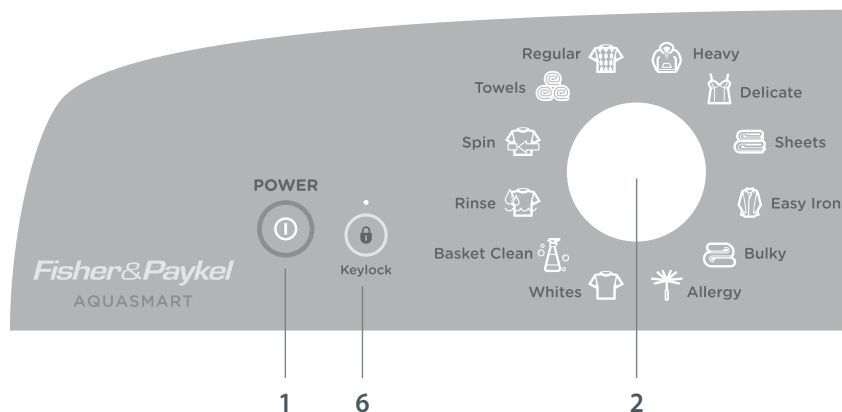 Regular
Heavy
Towels
Delicate
Spin
Sheets
POWER
Rinse
Easy Iron
Keylock
Basket Clean
Bulky
Fisher&Paykel
AQUASMART
Whites
Allergy
1
6
2